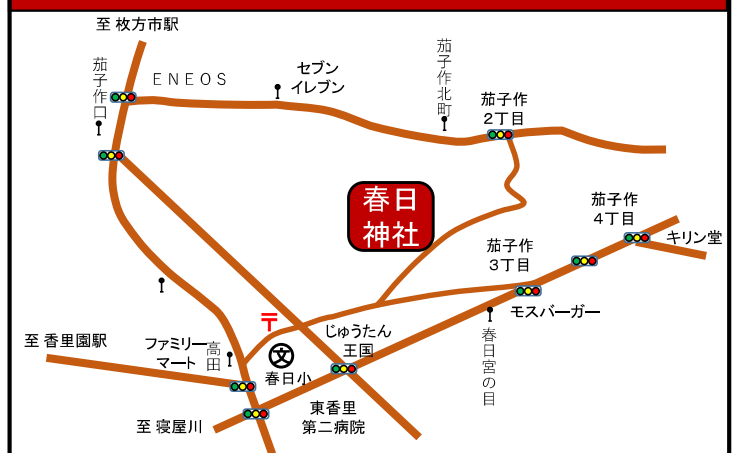 至 枚方市駅
茄子作口
ＥＮＥＯＳ
セブン
イレブン
茄子作北町
茄子作
２丁目
春日
神社
茄子作
４丁目
キリン堂
茄子作
３丁目
モスバーガー
春日宮の目
〒
じゅうたん
王国
至 香里園駅
ファミリー
マート
高田
文
春日小
東香里
第二病院
至 寝屋川